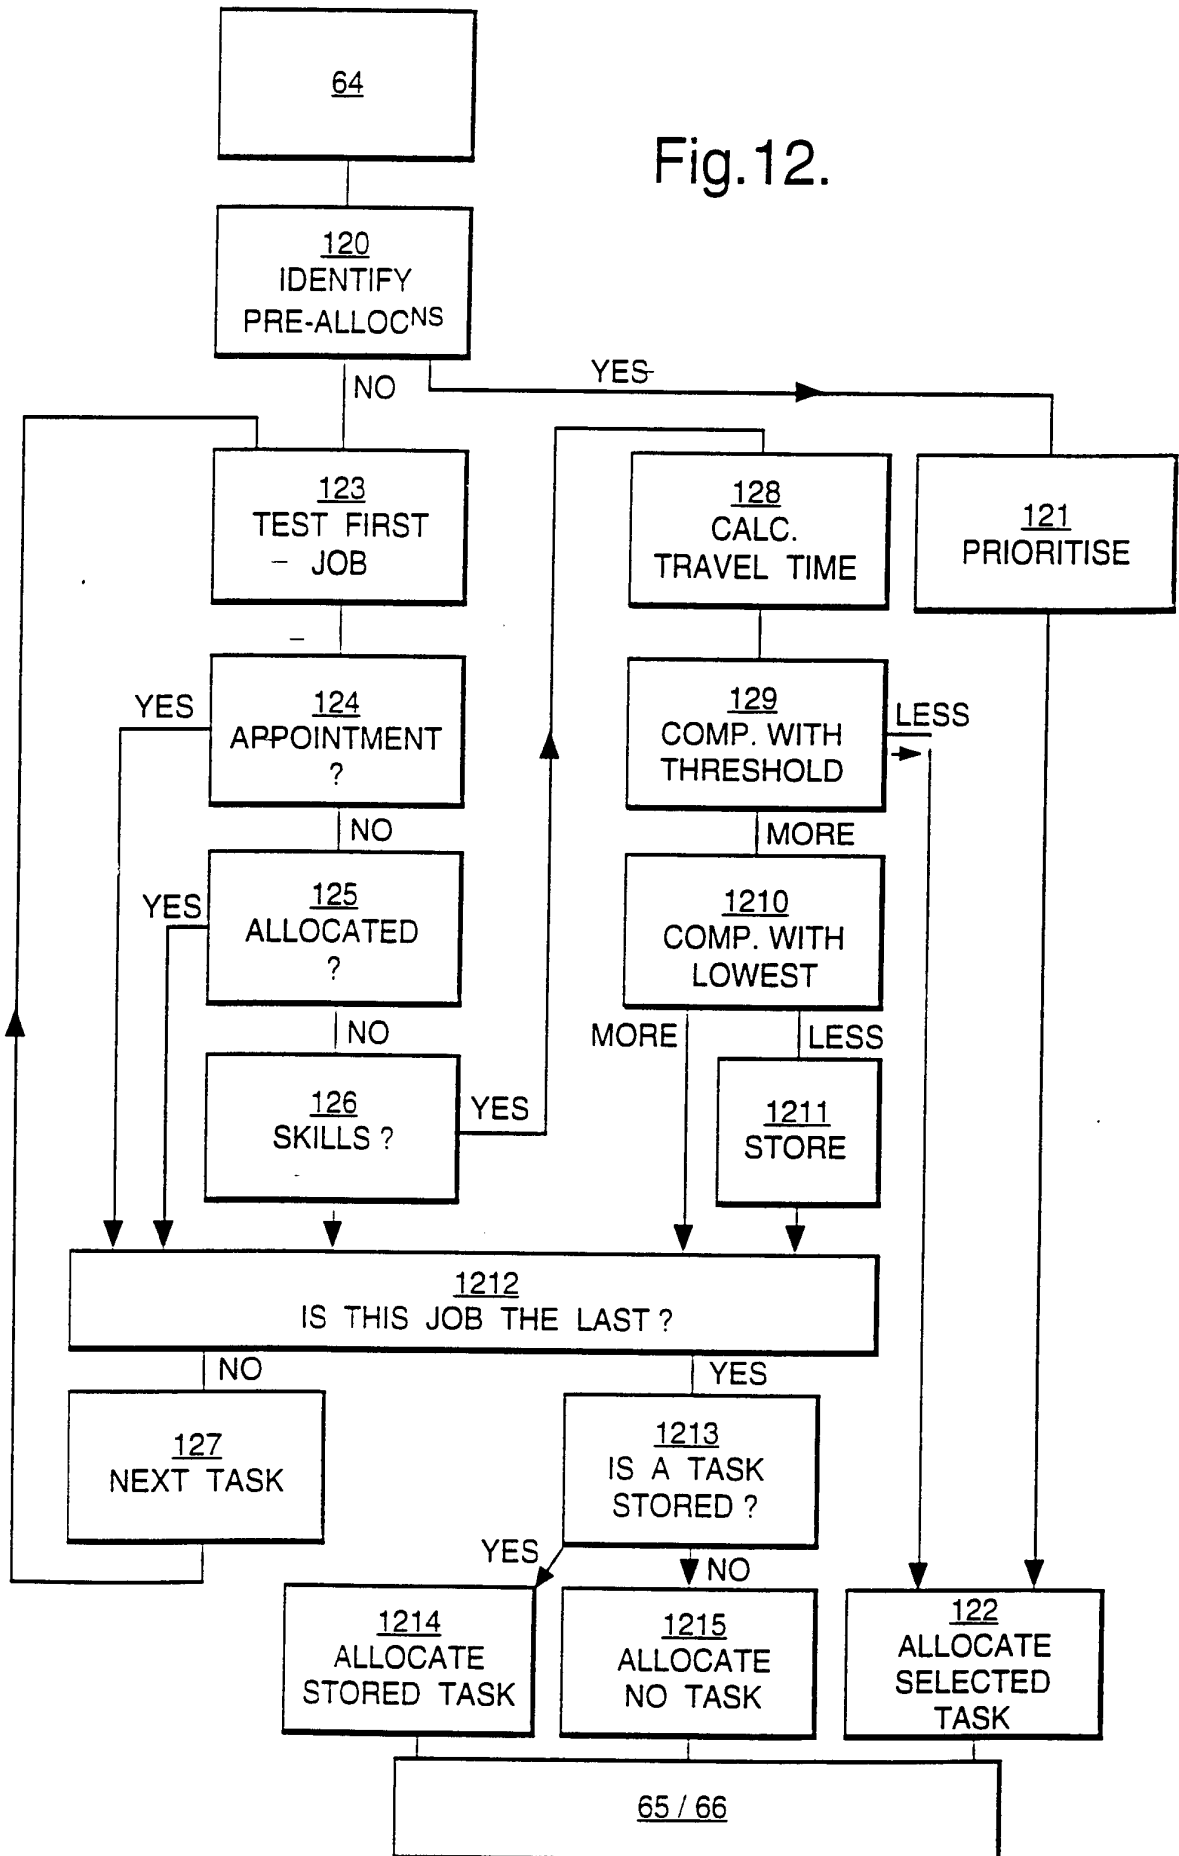 64
Fig.12.
120
IDENTIFY
PRE-ALLOCNS
NO
YES
123
TEST FIRST
JOB
128
CALC.
TRAVEL TIME
121
PRIORITISE
YES
124
APPOINTMENT
?
129
COMP. WITH
THRESHOLD
LESS
NO
MORE
YES
125
ALLOCATED
?
1210
COMP. WITH
LOWEST
NO
MORE
LESS
126
SKILLS ?
YES
1211
STORE
1212
IS THIS JOB THE LAST ?
NO
YES
127
NEXT TASK
1213
IS A TASK
STORED ?
YES
NO
1214
ALLOCATE
STORED TASK
1215
ALLOCATE
NO TASK
122
ALLOCATE
SELECTED
TASK
65 / 66